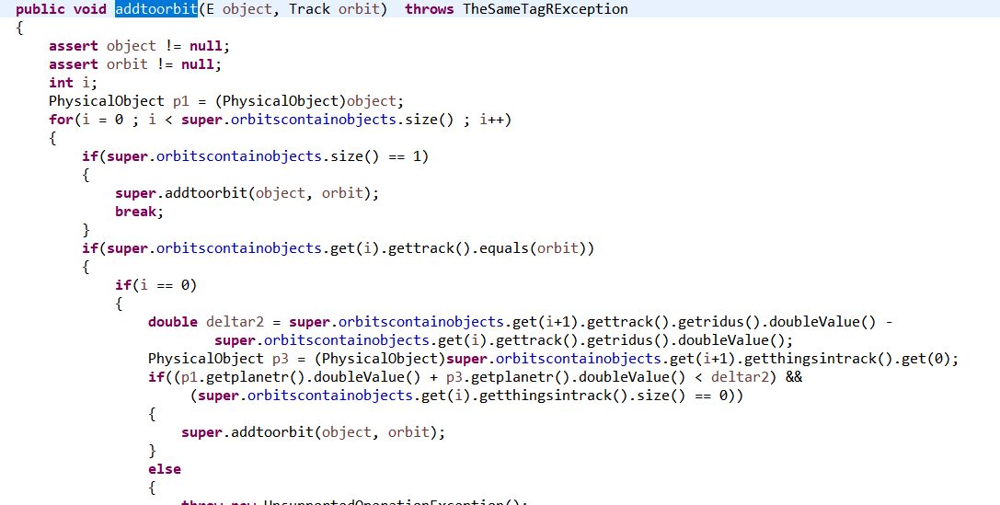 public void addtoorbit(E object, Track orbit)  throws TheSameTagRException
{
    assert object != null;
    assert orbit != null;
    int i;
    PhysicalObject p1 = (PhysicalObject)object;
    for(i = 0 ; i < super.orbitscontainobjects.size() ; i++)
    {
        if(super.orbitscontainobjects.size() == 1)
        {
            super.addtoorbit(object, orbit);
            break;
        }
        if(super.orbitscontainobjects.get(i).gettrack().equals(orbit))
        {
            if(i == 0)
            {
                double deltar2 = super.orbitscontainobjects.get(i+1).gettrack().getridus().doubleValue() -
                        super.orbitscontainobjects.get(i).gettrack().getridus().doubleValue();
                PhysicalObject p3 = (PhysicalObject)super.orbitscontainobjects.get(i+1).getthingsintrack().get(0);
                if((p1.getplanetr().doubleValue() + p3.getplanetr().doubleValue() < deltar2) &&
                     (super.orbitscontainobjects.get(i).getthingsintrack().size() == 0))
                {
                    super.addtoorbit(object, orbit);
                }
                else
                {
                    throw new UnsupportedOperationException();